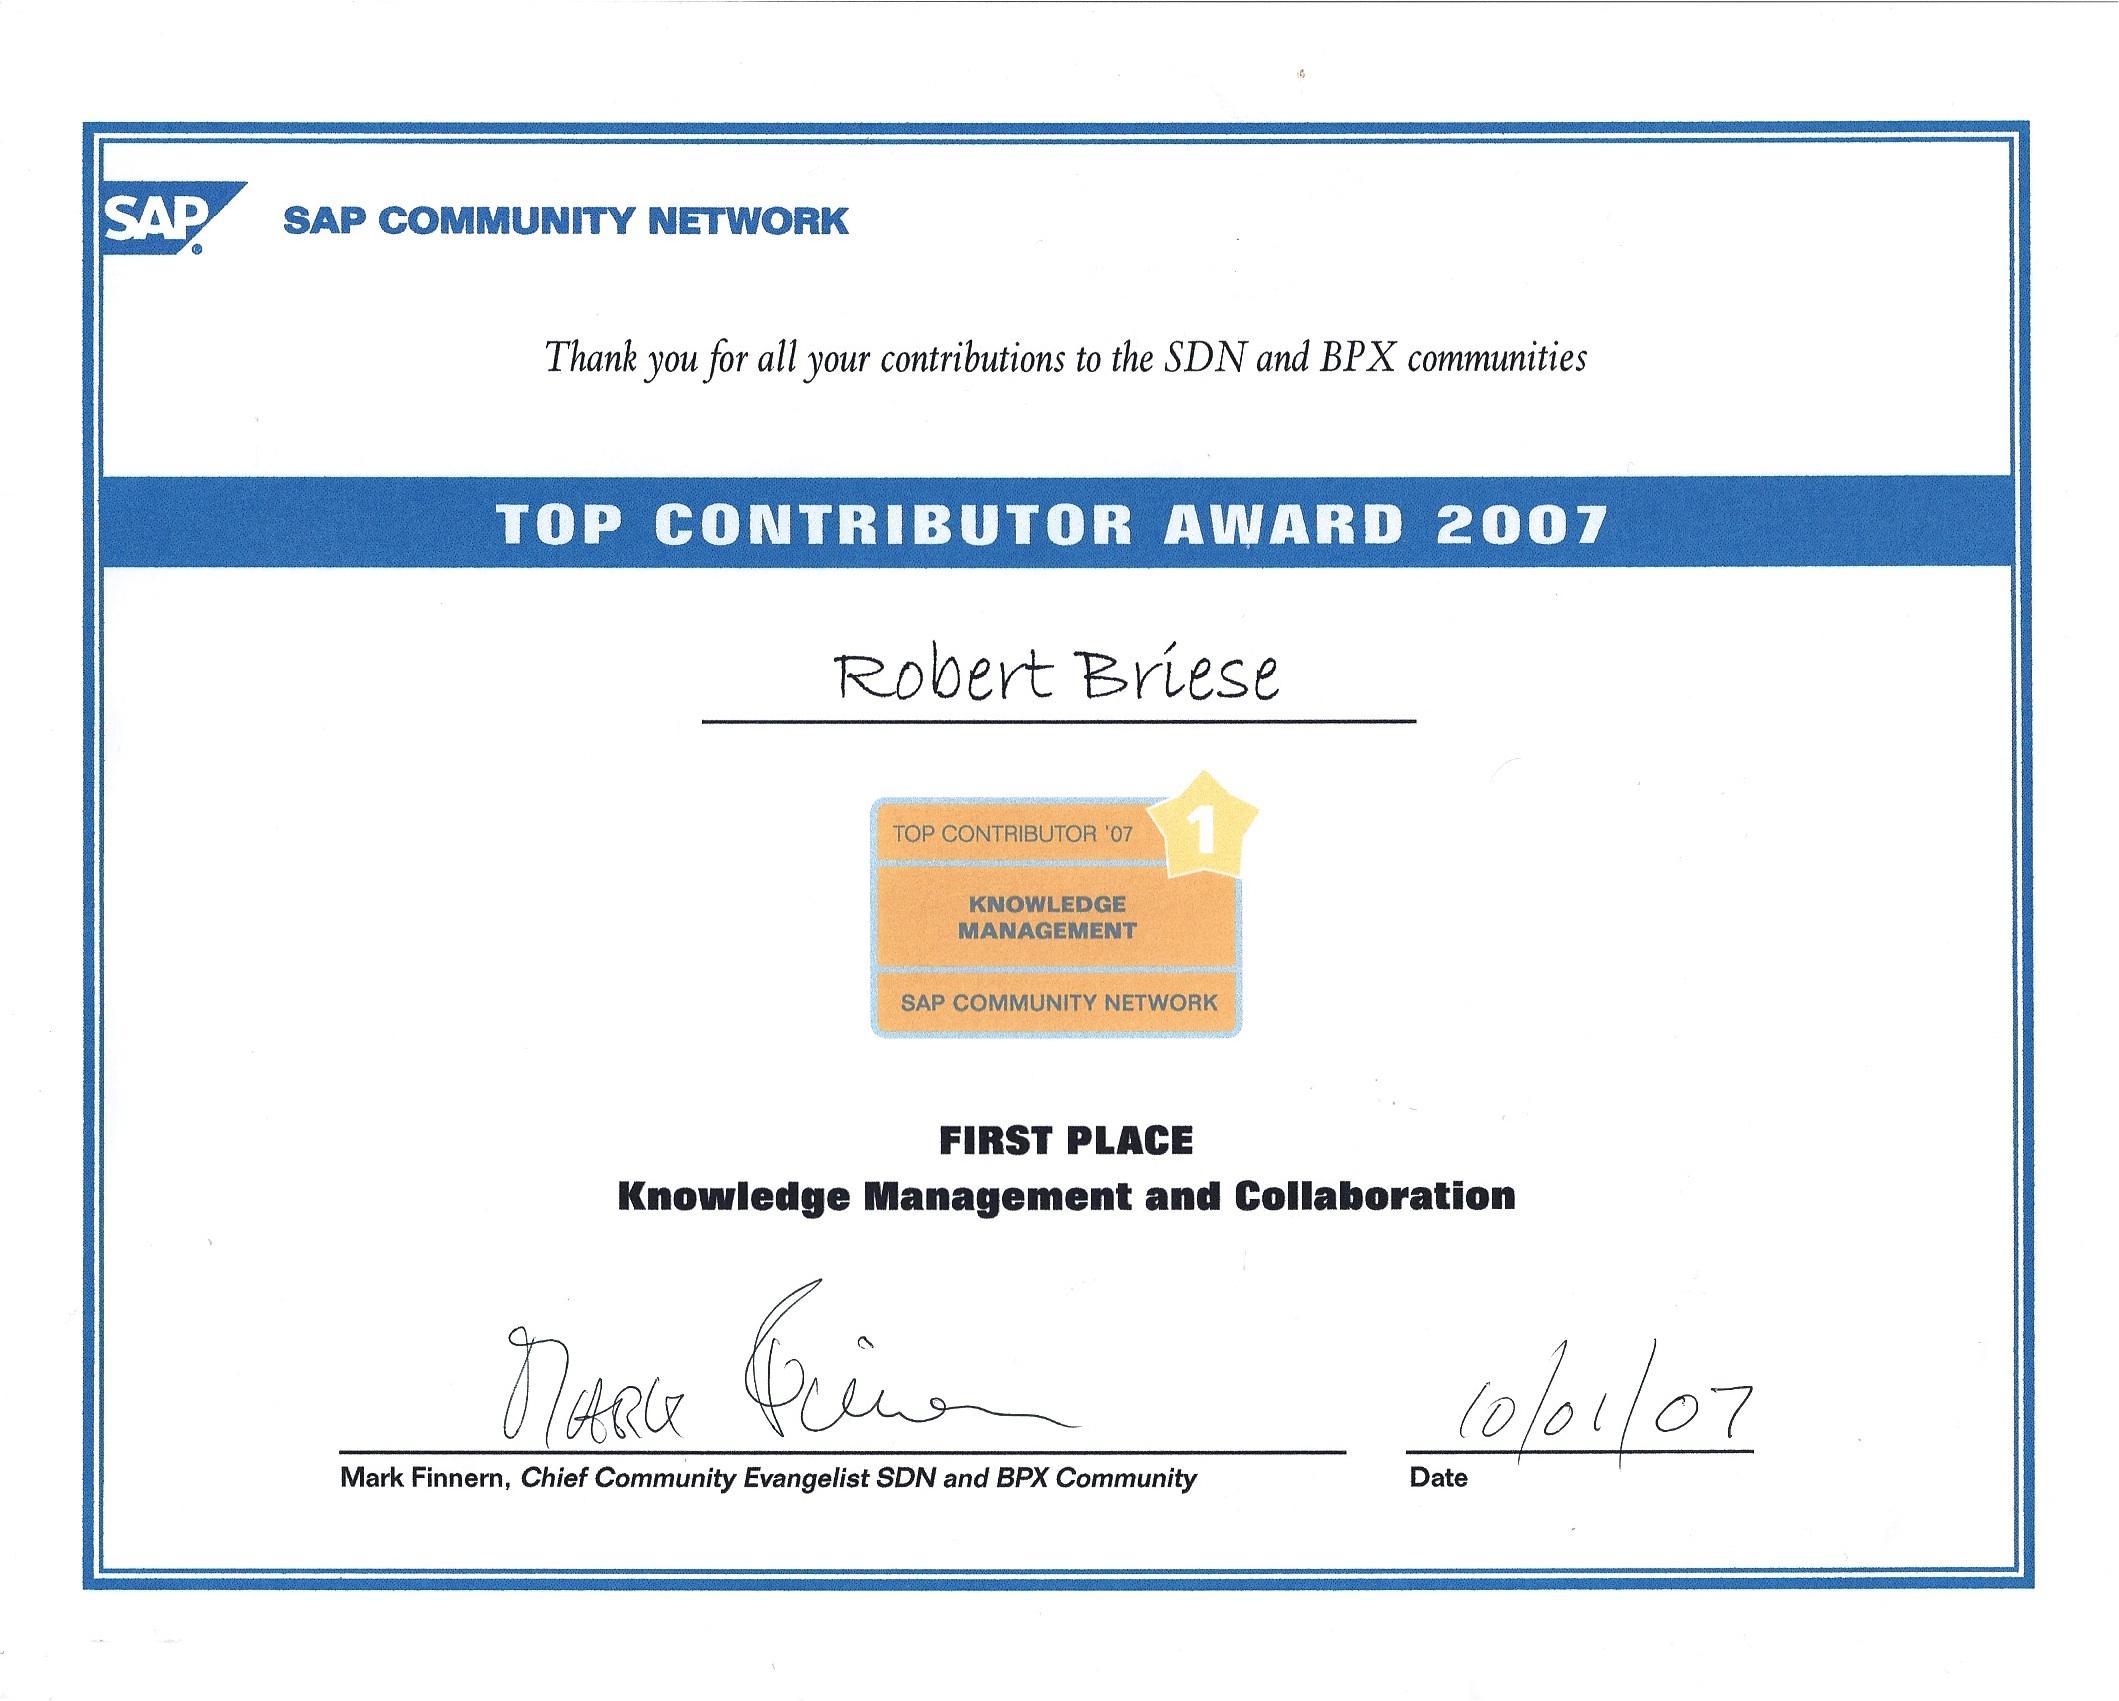 SAP®
SAP COMMUNITY NETWORK
Thank you for all your contributions to the SDN and BPX communities
TOP CONTRIBUTOR AWARD 2007
Robert Briese
TOP CONTRIBUTOR '07
1
KNOWLEDGE
MANAGEMENT
SAP COMMUNITY NETWORK
FIRST PLACE
Knowledge Management and Collaboration
Mark Finnern
10/01/07
Mark Finnern, Chief Community Evangelist SDN and BPX Community
Date